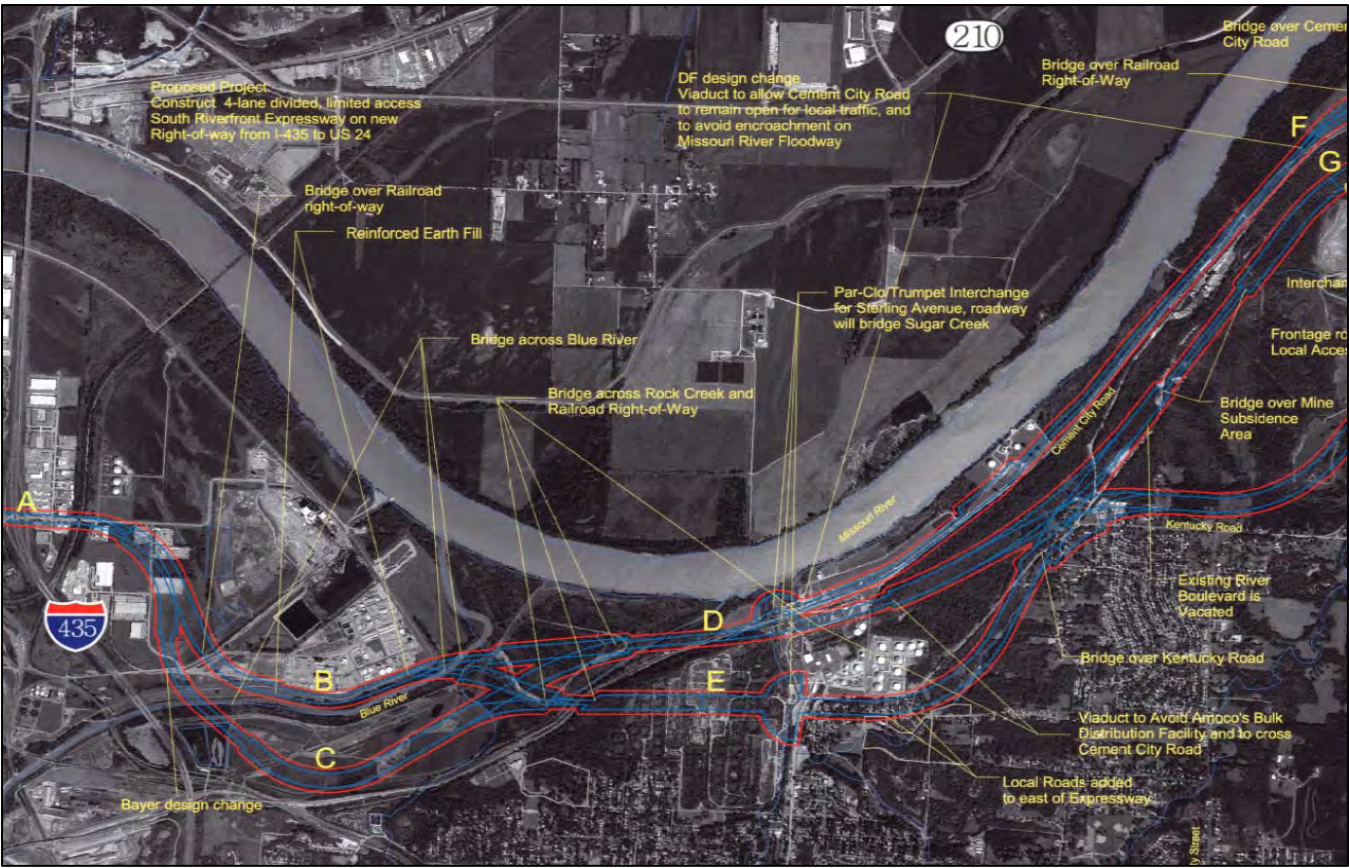 210
Bridge over Cemen
City Road
Bridge over Railroad
Right-of-Way
DF design change
Viaduct to allow Cement City Road
to remain open for local traffic, and
to avoid encroachment on
Missouri River Floodway
Proposed Project:
Construct 4-lane divided, limited access
South Riverfront Expressway on new
Right-of-way from I-435 to US 24
F
G
Bridge over Railroad
right-of-way
Reinforced Earth Fill
Par-Clo/Trumpet Interchange
for Sterling Avenue, roadway
will bridge Sugar Creek
Interchan
Frontage ro
Local Acces
Bridge across Blue River
Bridge across Rock Creek and
Railroad Right-of-Way
Bridge over Mine
Subsidence
Area
Cement City Road
A
Missouri River
Kentucky Road
Existing River
Boulevard is
Vacated
435
D
Bridge over Kentucky Road
B
E
Blue River
Viaduct to Avoid Amoco's Bulk
Distribution Facility and to cross
Cement City Road
C
Local Roads added
to east of Expressway
Bayer design change
ty Street